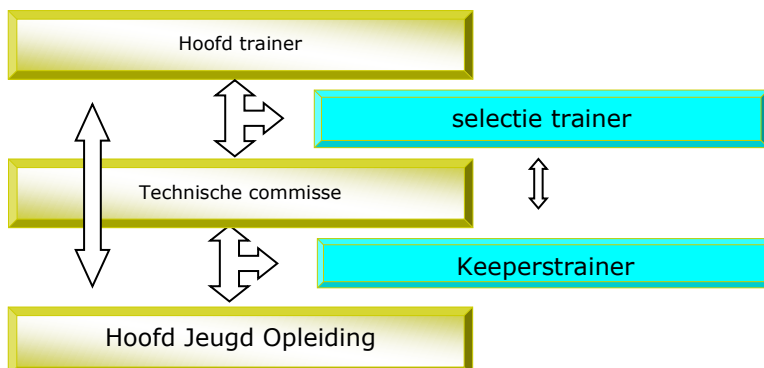 Hoofd trainer
selectie trainer
Technische commisse
Keeperstrainer
Hoofd Jeugd Opleiding